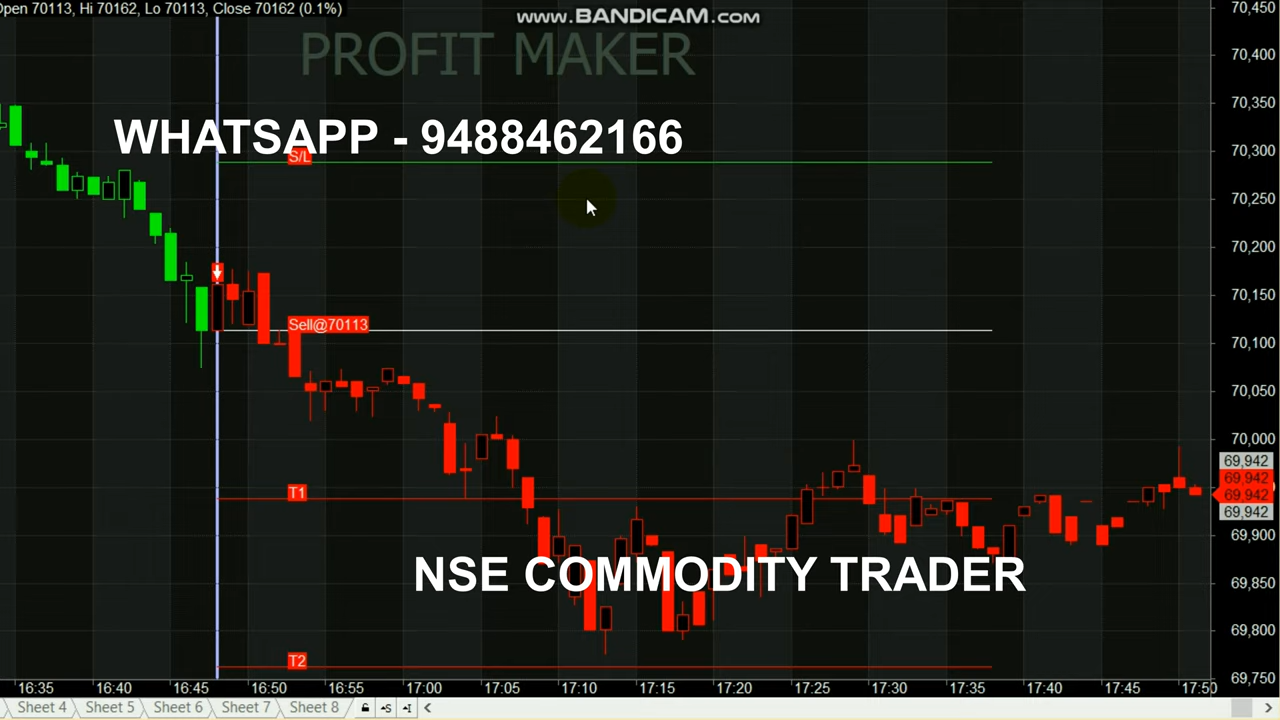 Open 70113, Hi 70162, Lo 70113, Close 70162 (0.1%)
www.BANDICAM.com
PROFIT MAKER
WHATSAPP - 9488462166
S/L
Sell@70113
T1
NSE COMMODITY TRADER
T2
70,450
70,400
70,350
70,300
70,250
70,200
70,150
70,100
70,050
70,000
69,942
69,942
69,942
69,942
69,900
69,850
69,800
69,750
16:35 16:40 16:45 16:50 16:55 17:00 17:05 17:10 17:15 17:20 17:25 17:30 17:35 17:40 17:45 17:50
Sheet 4 Sheet 5 Sheet 6 Sheet 7 Sheet 8 S I